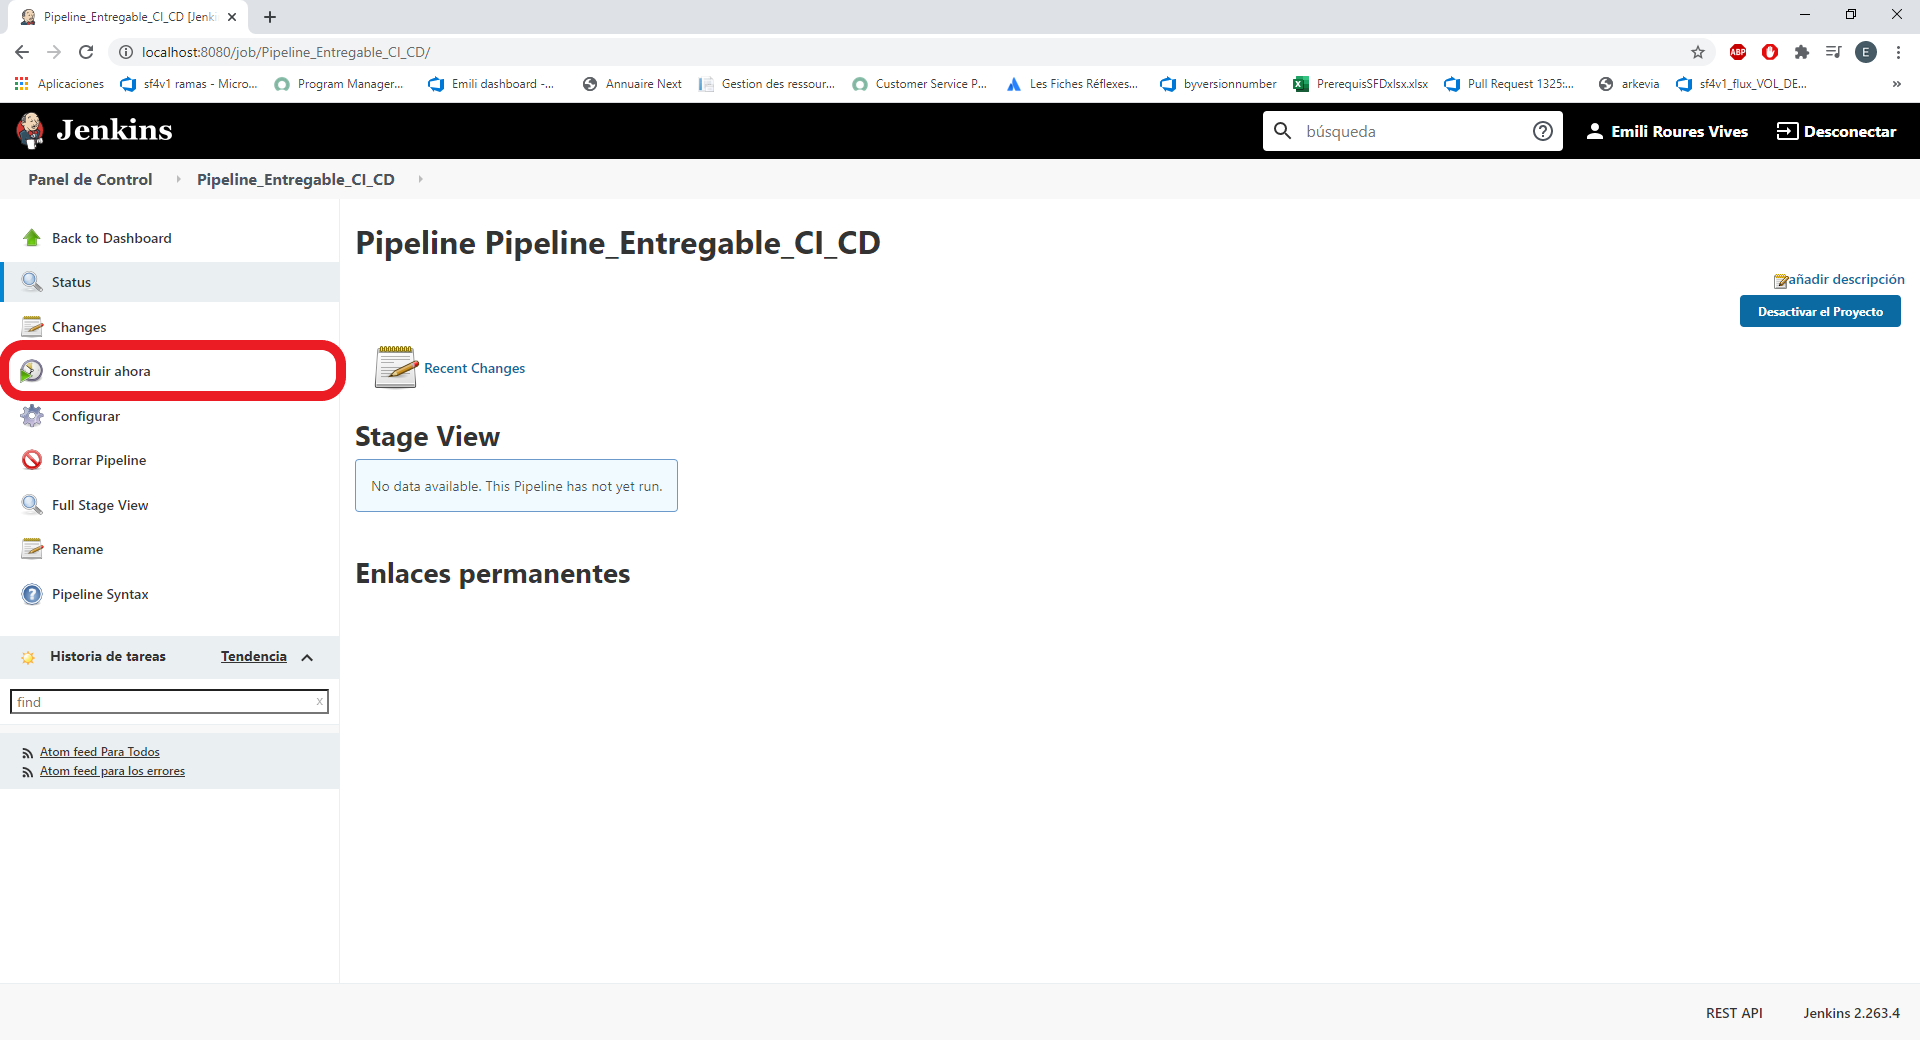 Pipeline_Entregable_CI_CD [Jenki
localhost:8080/job/Pipeline_Entregable_CI_CD/
ABP
E
Aplicaciones sf4v1 ramas - Micro... Program Manager... Emili dashboard -... Annuaire Next Gestion des ressour... Customer Service P... Les Fiches Réflexes... byversionnumber PrerequisSFDxlsx.xlsx Pull Request 1325:... arkevia sf4v1_flux_VOL_DE... »
Jenkins
búsqueda
Emili Roures Vives
Desconectar
Panel de Control
Pipeline_Entregable_CI_CD
Back to Dashboard
Status
Changes
Construir ahora
Configurar
Borrar Pipeline
Full Stage View
Rename
Pipeline Syntax
Historia de tareas
Tendencia
find
x
Atom feed Para Todos
Atom feed para los errores
Pipeline Pipeline_Entregable_CI_CD
añadir descripción
Desactivar el Proyecto
Recent Changes
Stage View
No data available. This Pipeline has not yet run.
Enlaces permanentes
REST API
Jenkins 2.263.4